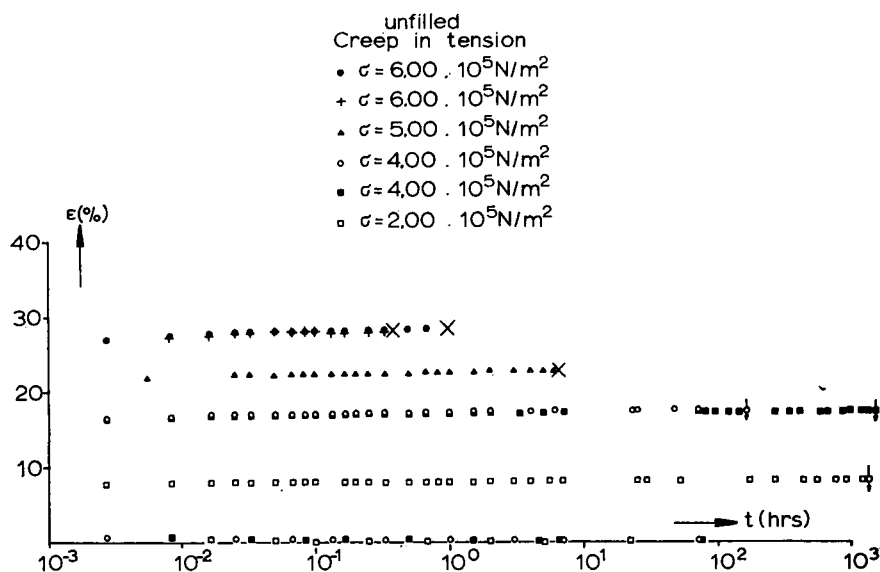 unfilled
Creep in tension
• σ = 6,00 . 10⁵N/m²
+ σ = 6,00 . 10⁵N/m²
▲ σ = 5,00 . 10⁵N/m²
○ σ = 4,00 . 10⁵N/m²
■ σ = 4,00 . 10⁵N/m²
□ σ = 2,00 . 10⁵N/m²
ε(%)
40
30
20
10
t (hrs)
10⁻³ 10⁻² 10⁻¹ 10⁰ 10¹ 10² 10³